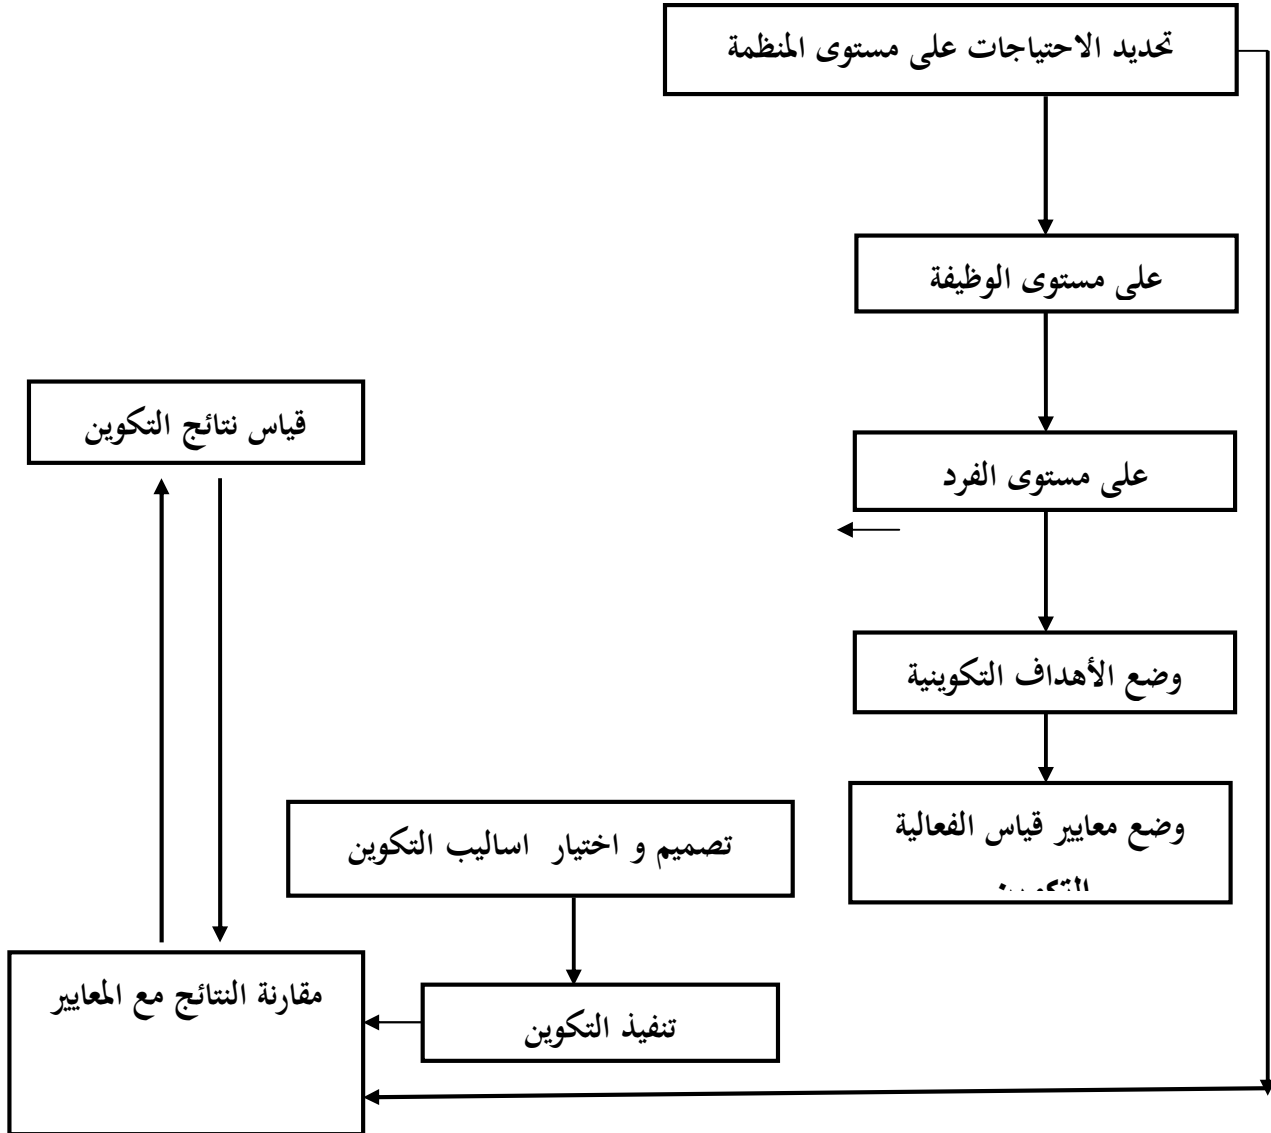 تحديد الاحتياجات على مستوى المنظمة
على مستوى الوظيفة
على مستوى الفرد
وضع الأهداف التكوينية
وضع معايير قياس الفعالية
تصميم و اختيار اساليب التكوين
تنفيذ التكوين
قياس نتائج التكوين
مقارنة النتائج مع المعايير